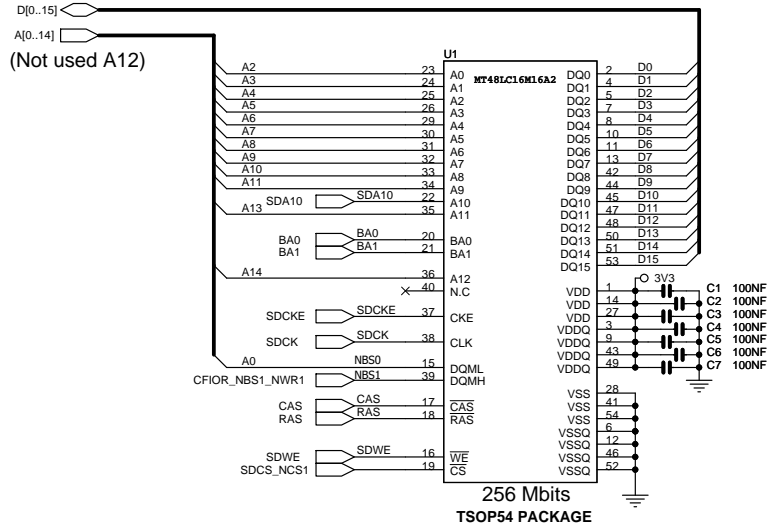 D[0..15]
A[0..14]
(Not used A12)
U1
MT48LC16M16A2
A2 23 A0 DQ0 2 D0
A3 24 A1 DQ1 4 D1
A4 25 A2 DQ2 5 D2
A5 26 A3 DQ3 7 D3
A6 29 A4 DQ4 8 D4
A7 30 A5 DQ5 10 D5
A8 31 A6 DQ6 11 D6
A9 32 A7 DQ7 13 D7
A10 33 A8 DQ8 42 D8
A11 34 A9 DQ9 44 D9
SDA10 SDA10 22 A10 DQ10 45 D10
A13 35 A11 DQ11 47 D11
DQ12 48 D12
BA0 BA0 20 BA0 DQ13 50 D13
BA1 BA1 21 BA1 DQ14 51 D14
DQ15 53 D15
A14 36 A12
3V3
40 N.C VDD 1 C1 100NF
VDD 14 C2 100NF
SDCKE SDCKE 37 CKE VDD 27 C3 100NF
VDDQ 3 C4 100NF
SDCK SDCK 38 CLK VDDQ 9 C5 100NF
VDDQ 43 C6 100NF
A0 NBS0 15 DQML VDDQ 49 C7 100NF
CFIOR_NBS1_NWR1 NBS1 39 DQMH
VSS 28
CAS CAS 17 CAS VSS 41
RAS RAS 18 RAS VSS 54
VSSQ 6
VSSQ 12
SDWE SDWE 16 WE VSSQ 46
SDCS_NCS1 19 CS VSSQ 52
256 Mbits
TSOP54 PACKAGE